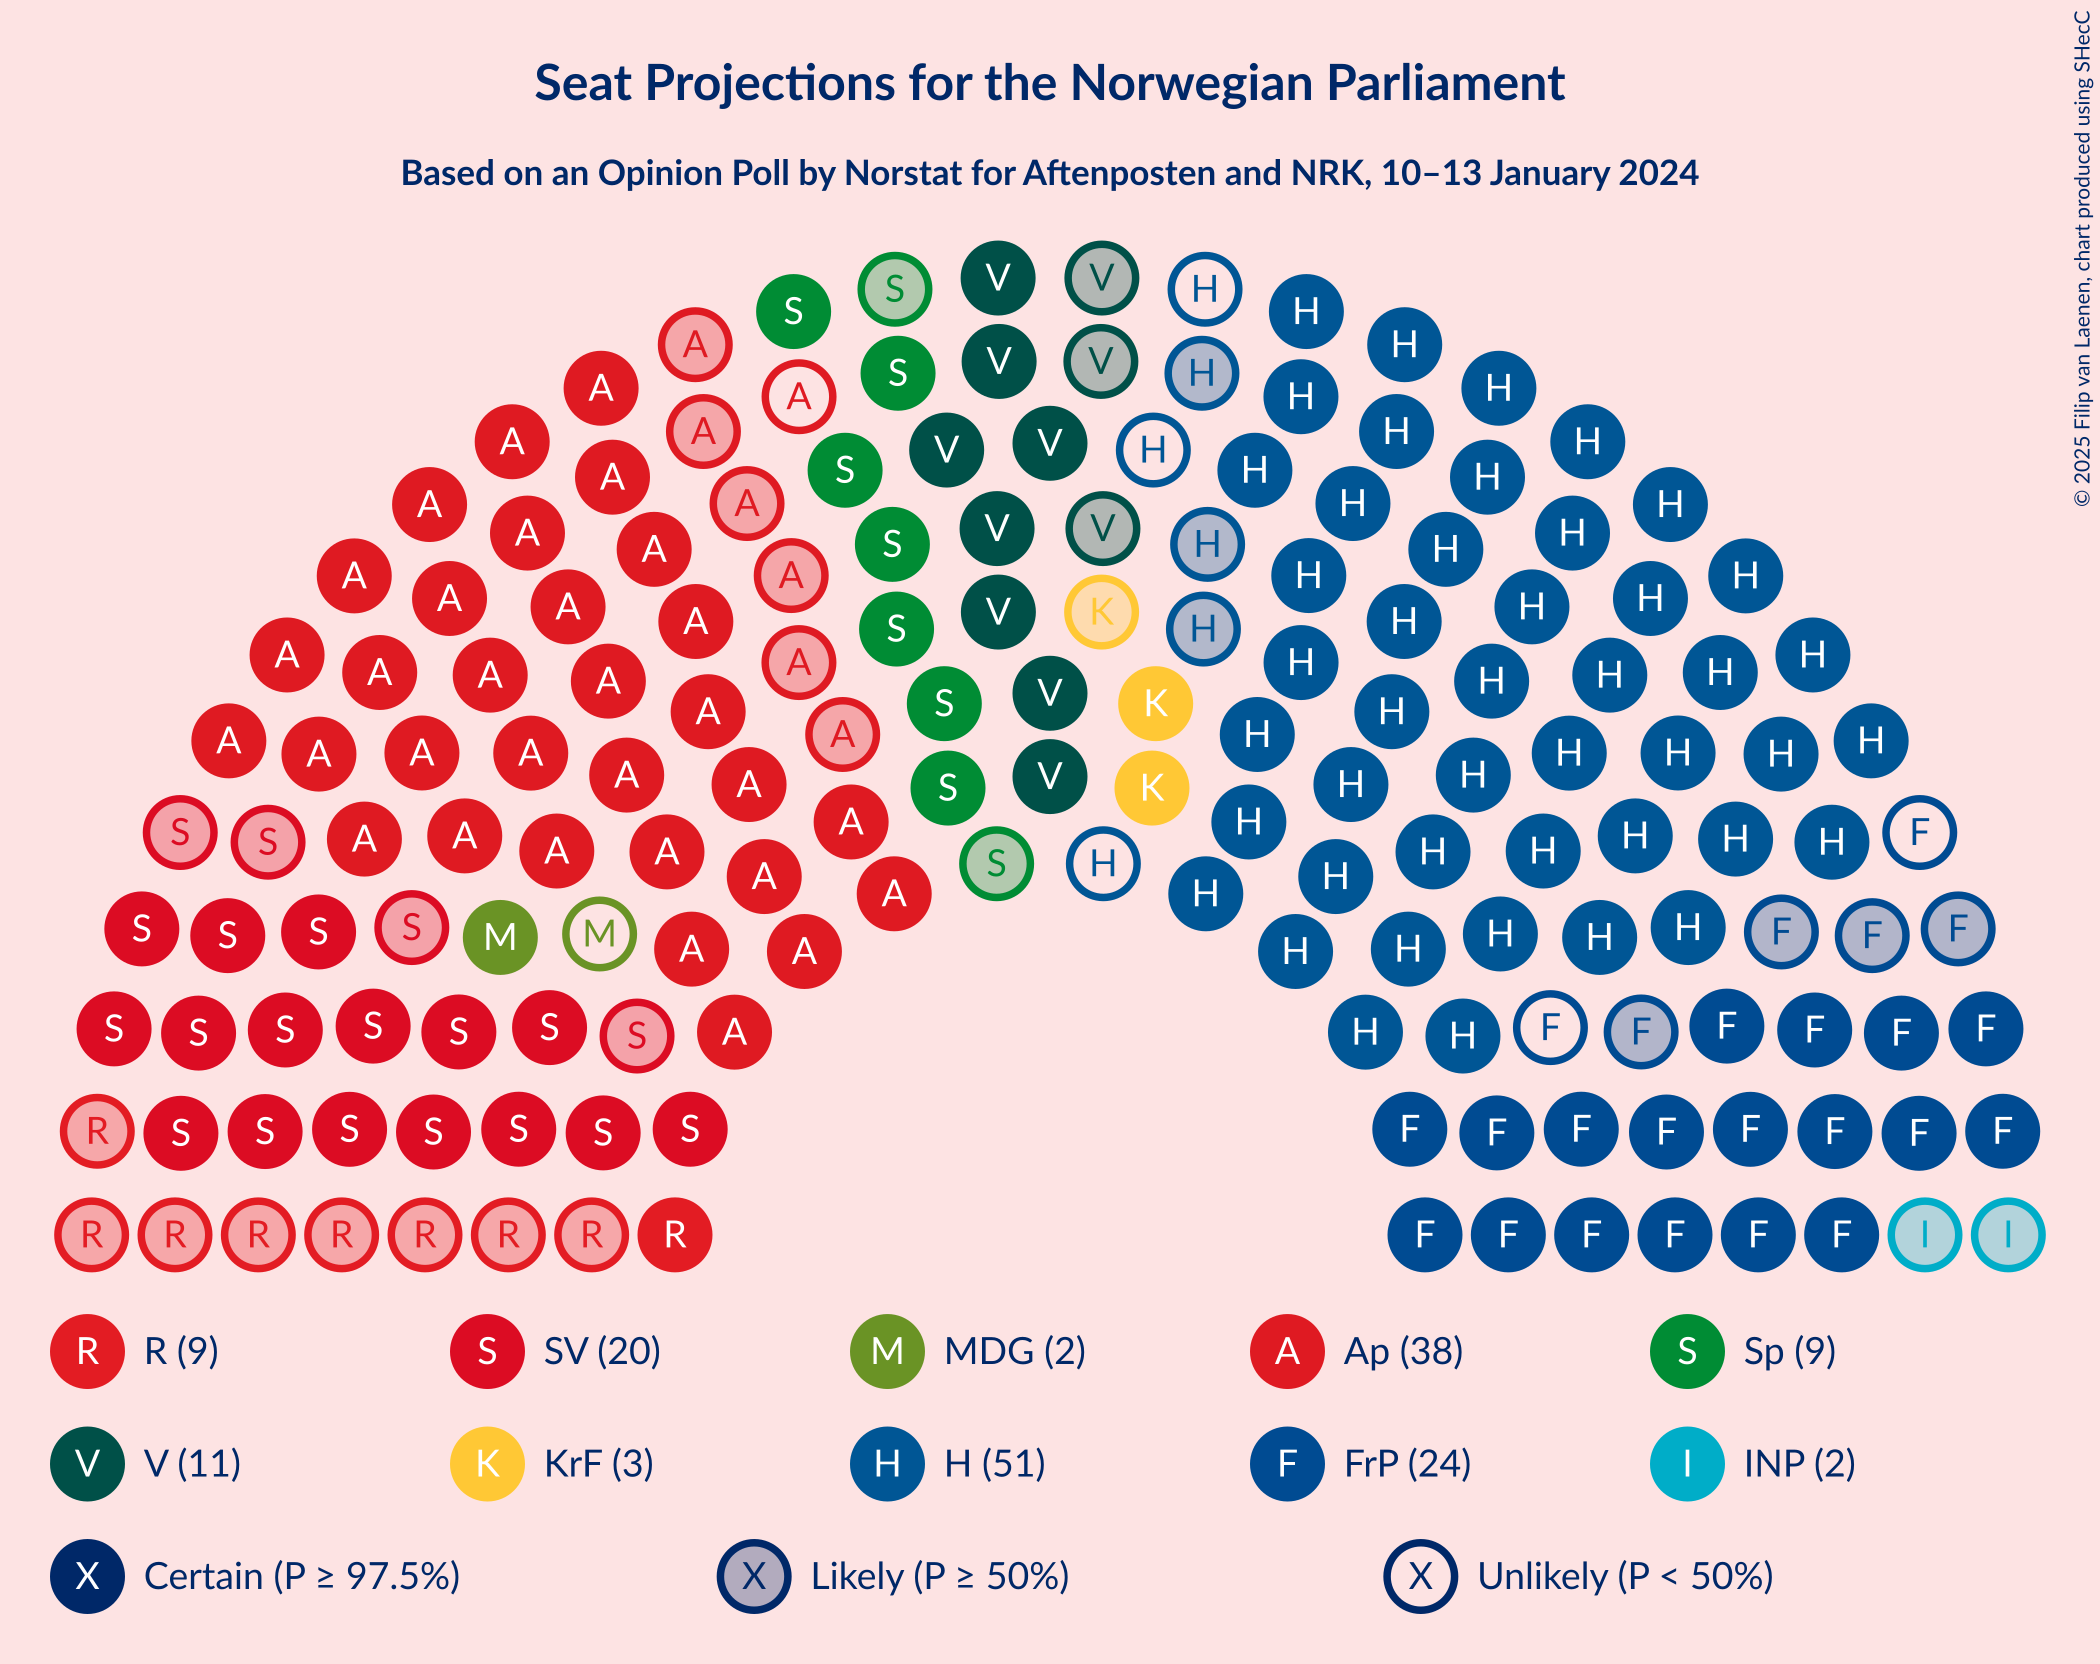 © 2025 Filip van Laenen, chart produced using SHecC
Seat Projections for the Norwegian Parliament
Based on an Opinion Poll by Norstat for Aftenposten and NRK, 10–13 January 2024
S S V V H H
A A A S V V H H H H
A A A A A S V V H H H H H H H
A A A A S V V H H H H H
A A A S V K H H H H
A A A A A A S V K H H H H H H
A A A A A A A S V K H H H H H H H
S S A A A A A A S H H H H H H H H F
S S S S M M A A A H H H H H H F F F
S S S S S S S A H H F F F F F F
R S S S S S S S F F F F F F F F
R R R R R R R R F F F F F F I I
R R (9) S SV (20) M MDG (2) A Ap (38) S Sp (9)
V V (11) K KrF (3) H H (51) F FrP (24) I INP (2)
X Certain (P ≥ 97.5%) X Likely (P ≥ 50%) X Unlikely (P < 50%)